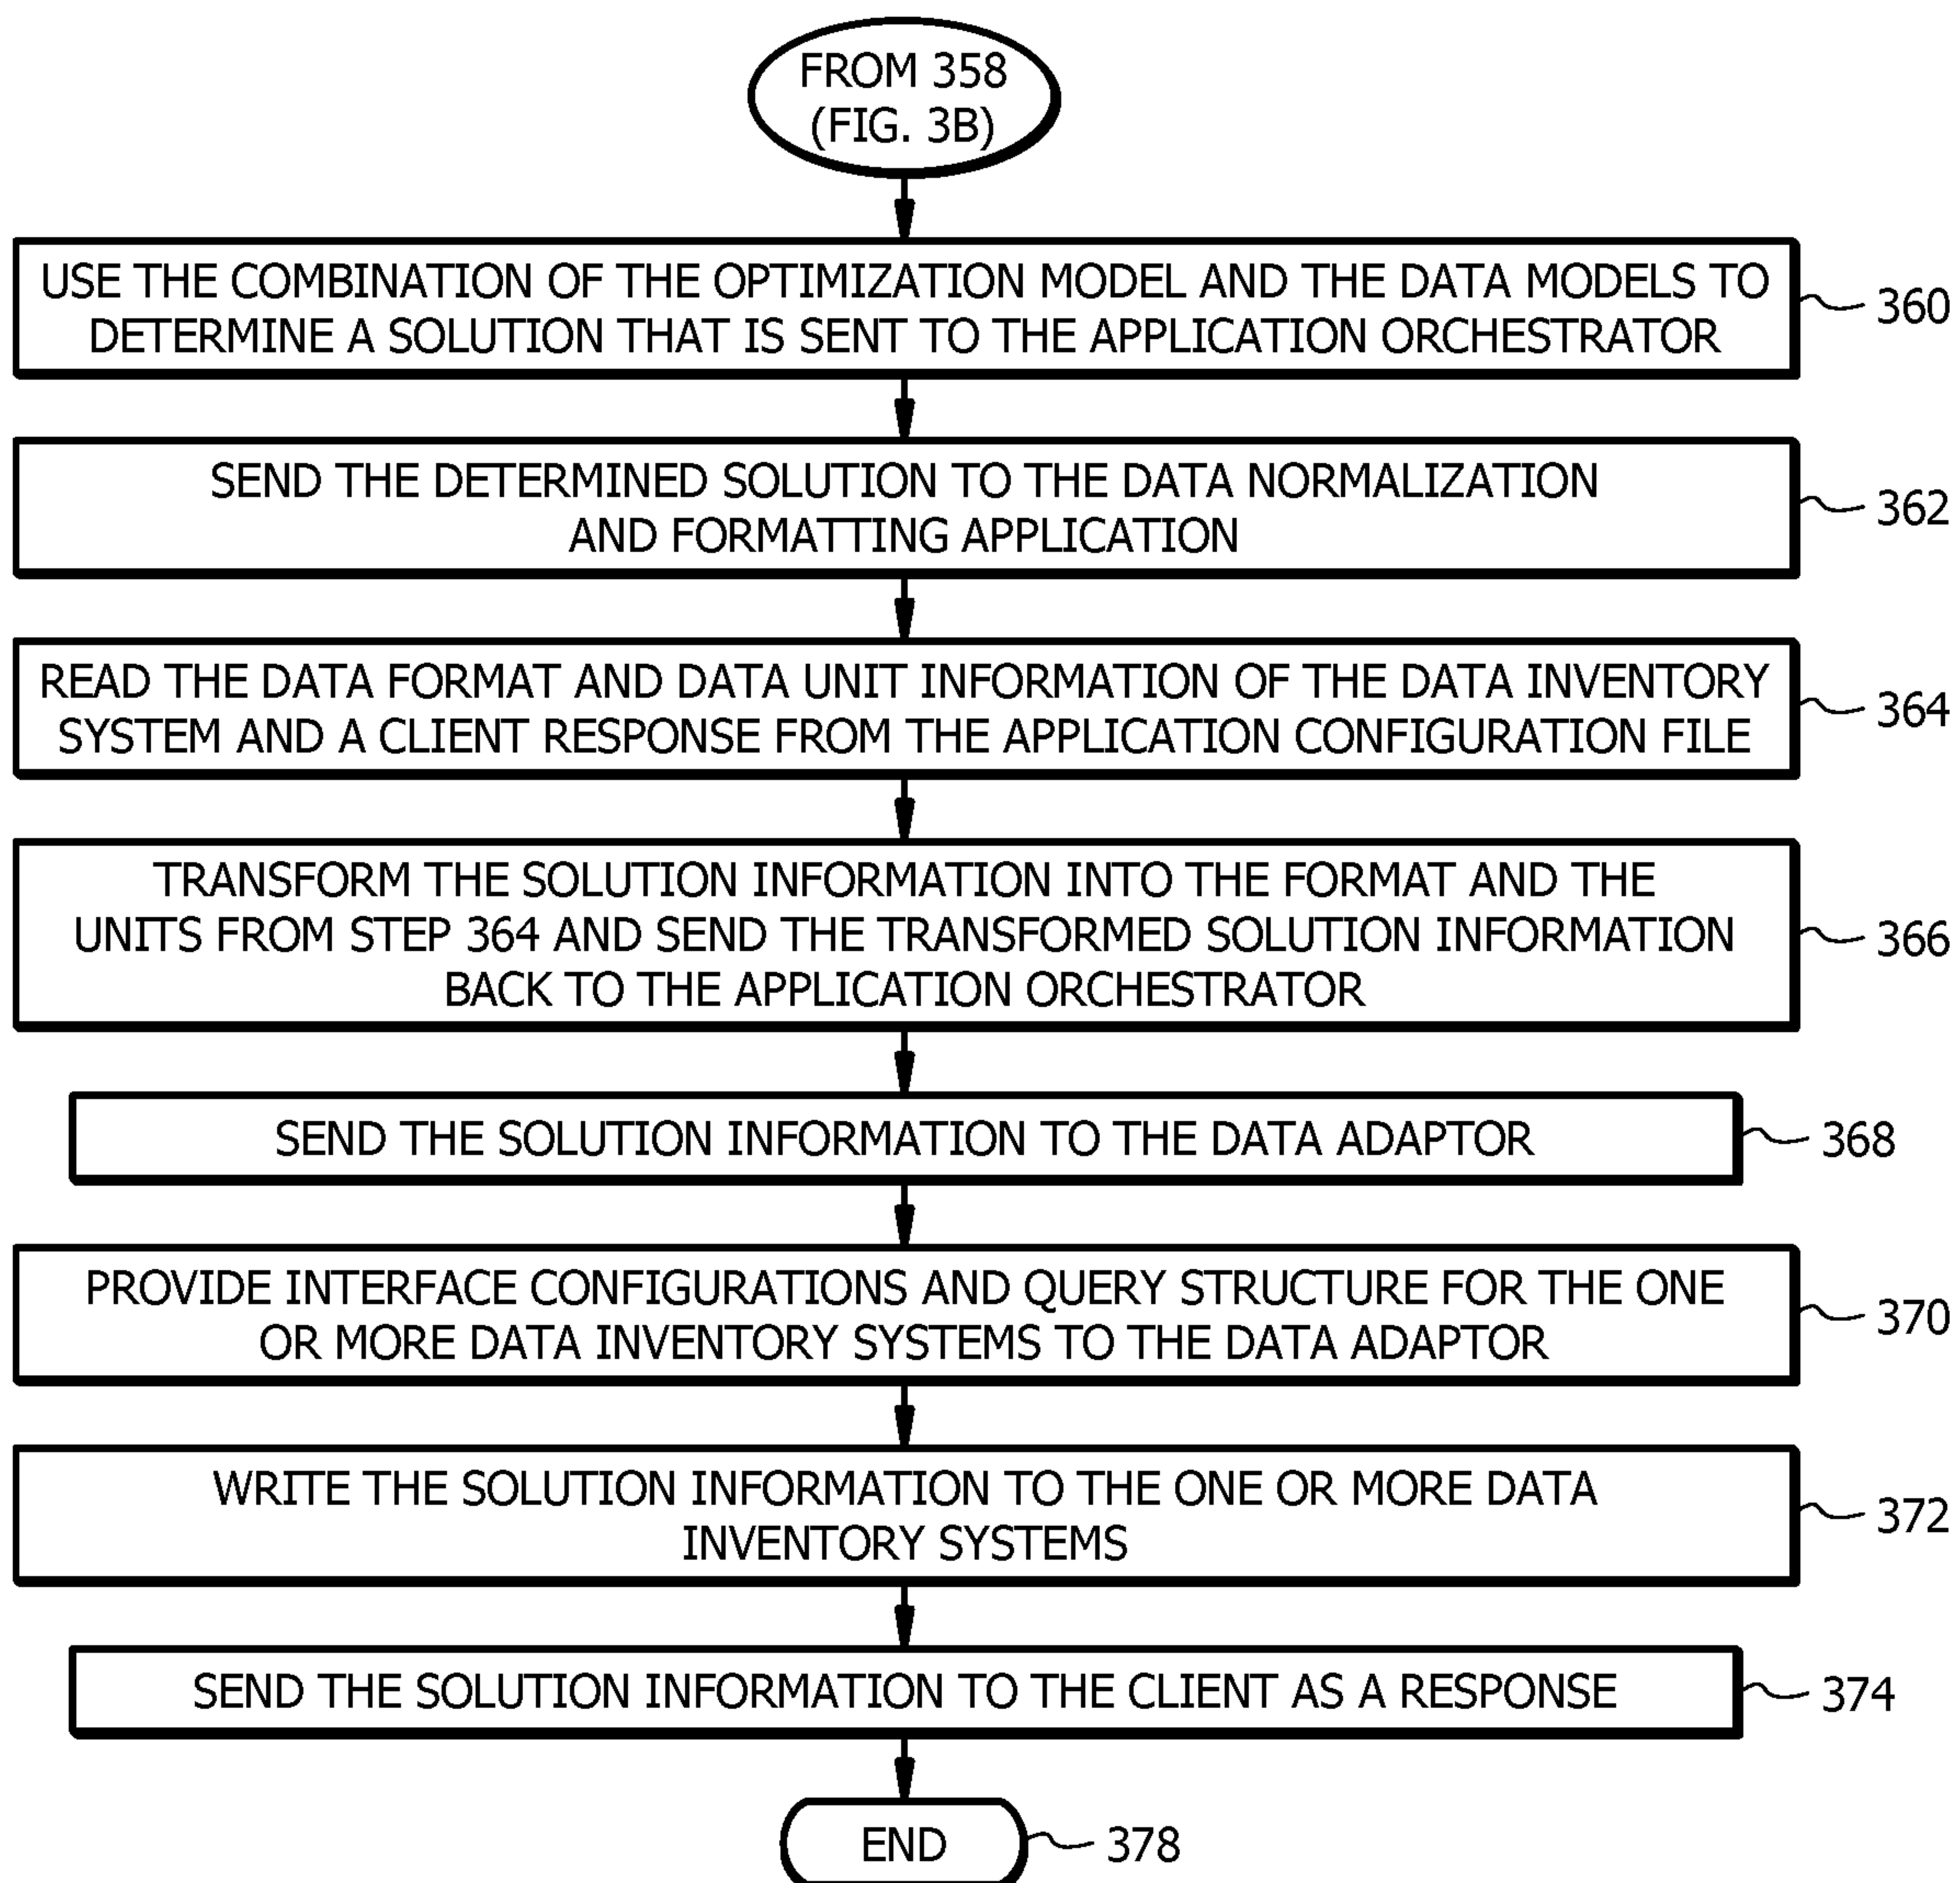 FROM 358
(FIG. 3B)
USE THE COMBINATION OF THE OPTIMIZATION MODEL AND THE DATA MODELS TO
DETERMINE A SOLUTION THAT IS SENT TO THE APPLICATION ORCHESTRATOR
360
SEND THE DETERMINED SOLUTION TO THE DATA NORMALIZATION
AND FORMATTING APPLICATION
362
READ THE DATA FORMAT AND DATA UNIT INFORMATION OF THE DATA INVENTORY
SYSTEM AND A CLIENT RESPONSE FROM THE APPLICATION CONFIGURATION FILE
364
TRANSFORM THE SOLUTION INFORMATION INTO THE FORMAT AND THE
UNITS FROM STEP 364 AND SEND THE TRANSFORMED SOLUTION INFORMATION
BACK TO THE APPLICATION ORCHESTRATOR
366
SEND THE SOLUTION INFORMATION TO THE DATA ADAPTOR
368
PROVIDE INTERFACE CONFIGURATIONS AND QUERY STRUCTURE FOR THE ONE
OR MORE DATA INVENTORY SYSTEMS TO THE DATA ADAPTOR
370
WRITE THE SOLUTION INFORMATION TO THE ONE OR MORE DATA
INVENTORY SYSTEMS
372
SEND THE SOLUTION INFORMATION TO THE CLIENT AS A RESPONSE
374
END
378